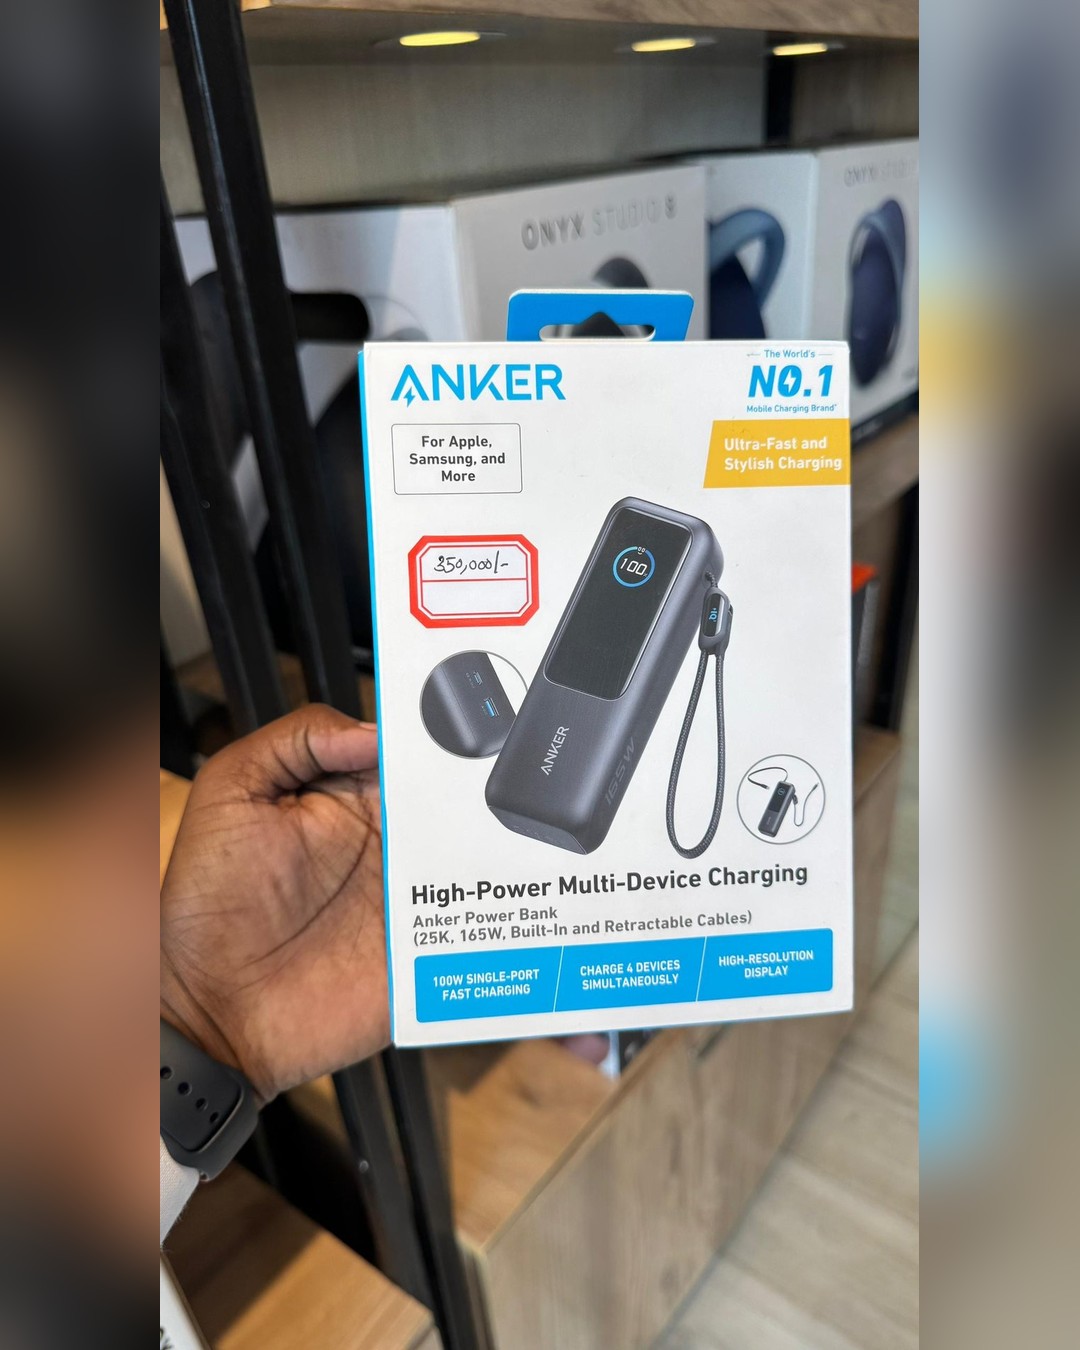 ONYX STUDIO 8
ONYX STUDIO
ANKER
The World's
NO.1
Mobile Charging Brand*
For Apple,
Samsung, and
More
Ultra-Fast and
Stylish Charging
350,000/-
100
ANKER
165W
High-Power Multi-Device Charging
Anker Power Bank
(25K, 165W, Built-In and Retractable Cables)
100W SINGLE-PORT
FAST CHARGING
CHARGE 4 DEVICES
SIMULTANEOUSLY
HIGH-RESOLUTION
DISPLAY